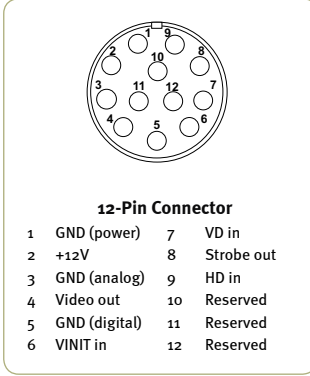 1 9
2 8
10
3 11 12 7
4 6
5
12-Pin Connector
1 GND (power) 7 VD in
2 +12V 8 Strobe out
3 GND (analog) 9 HD in
4 Video out 10 Reserved
5 GND (digital) 11 Reserved
6 VINIT in 12 Reserved